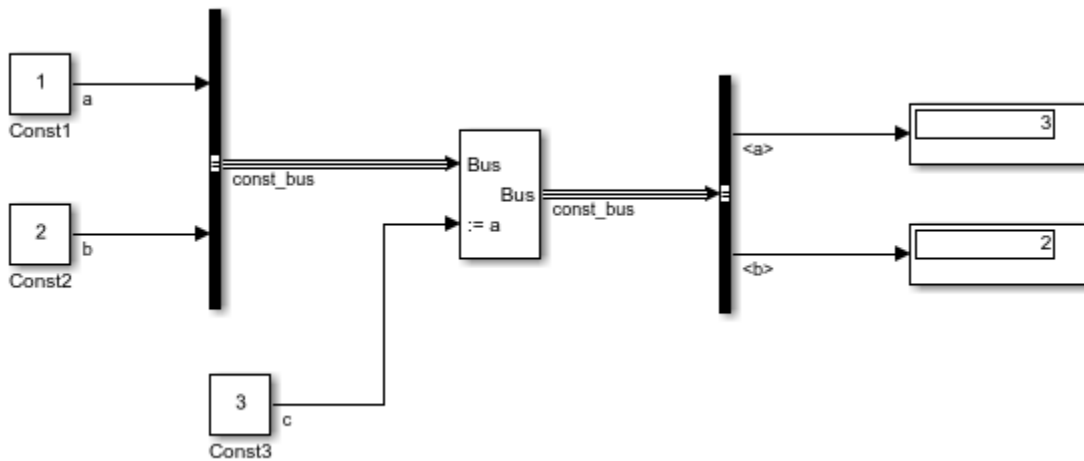 1
a
Const1
2
b
Const2
const_bus
Bus
Bus
:= a
const_bus
3
c
Const3
<a>
3
<b>
2